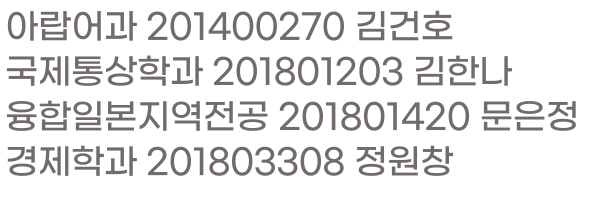 아랍어과 201400270 김건호
국제통상학과 201801203 김한나
융합일본지역전공 201801420 문은정
경제학과 201803308 정원창